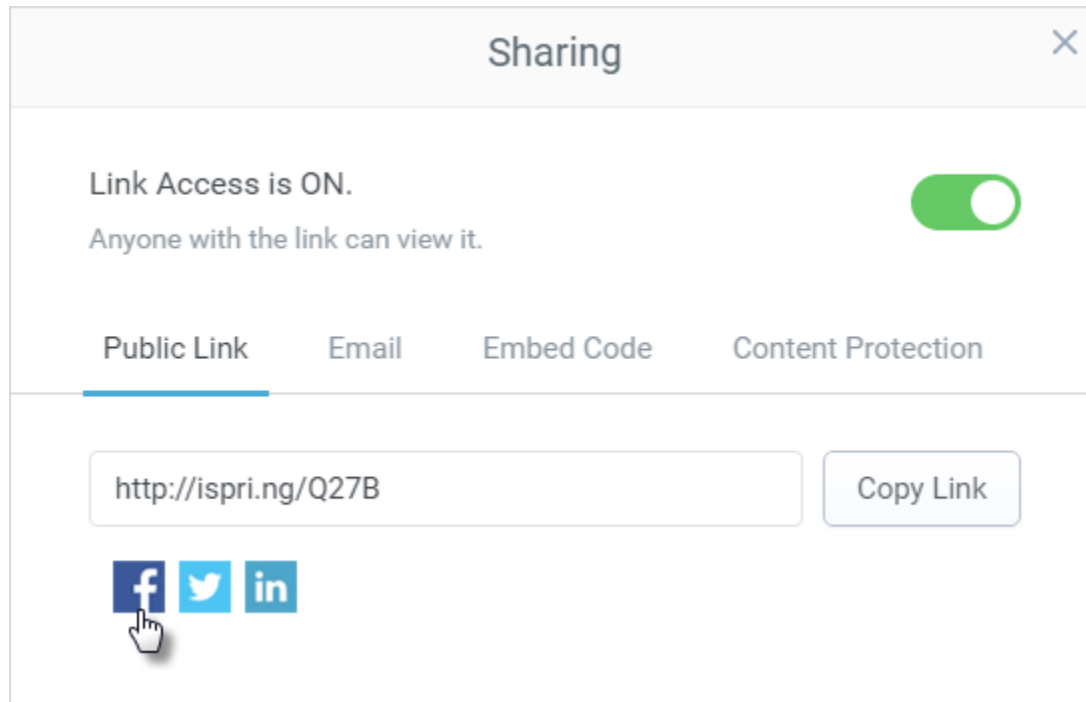 Sharing
Link Access is ON.
Anyone with the link can view it.
Public Link Email Embed Code Content Protection
http://ispri.ng/Q27B Copy Link
f in